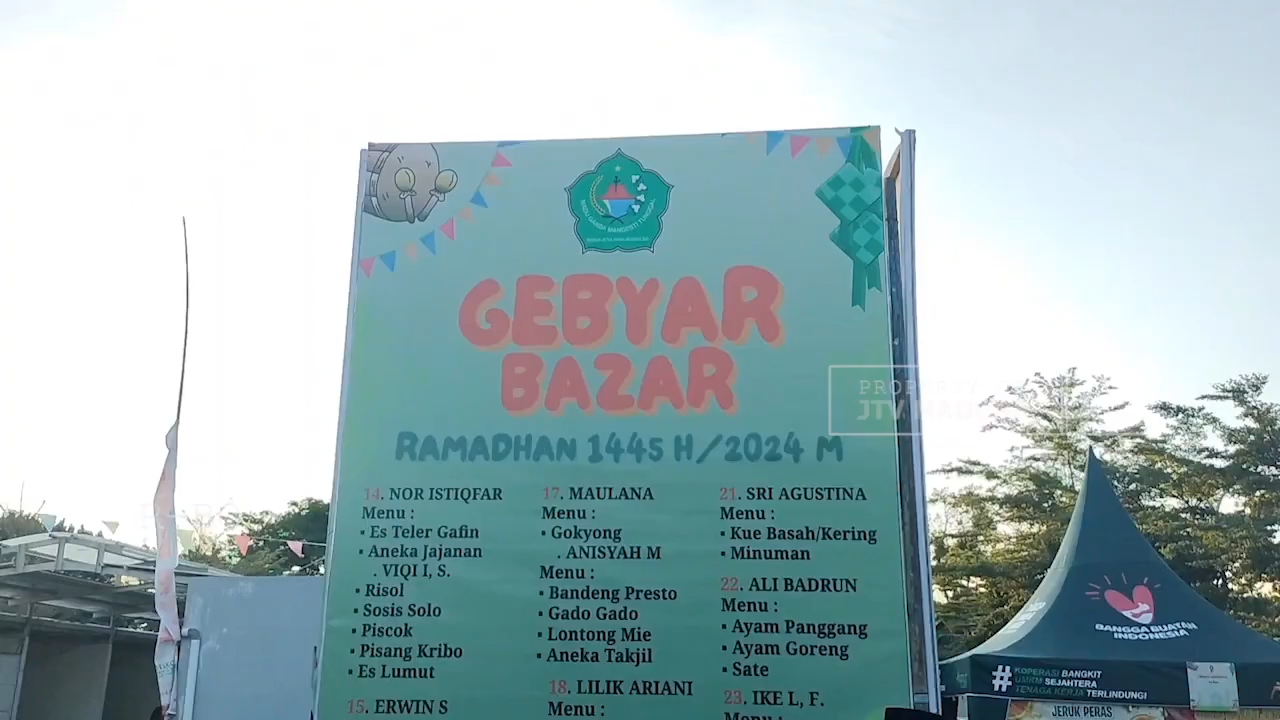 GEBYAR
BAZAR
RAMADHAN 1445 H/2024 M
14. NOR ISTIQFAR
Menu :
▪ Es Teler Gafin
▪ Aneka Jajanan
. VIQI I, S.
▪ Risol
▪ Sosis Solo
▪ Piscok
▪ Pisang Kribo
▪ Es Lumut
15. ERWIN S
17. MAULANA
Menu :
▪ Gokyong
. ANISYAH M
Menu :
▪ Bandeng Presto
▪ Gado Gado
▪ Lontong Mie
▪ Aneka Takjil
18. LILIK ARIANI
Menu :
21. SRI AGUSTINA
Menu :
▪ Kue Basah/Kering
▪ Minuman
22. ALI BADRUN
Menu :
▪ Ayam Panggang
▪ Ayam Goreng
▪ Sate
23. IKE L, F.
Menu :
PROPERTY
JTV
BANGGA BUATAN
INDONESIA
#KOPERASI BANGKIT
UMKM SEJAHTERA
TENAGA KERJA TERLINDUNGI
JERUK PERAS